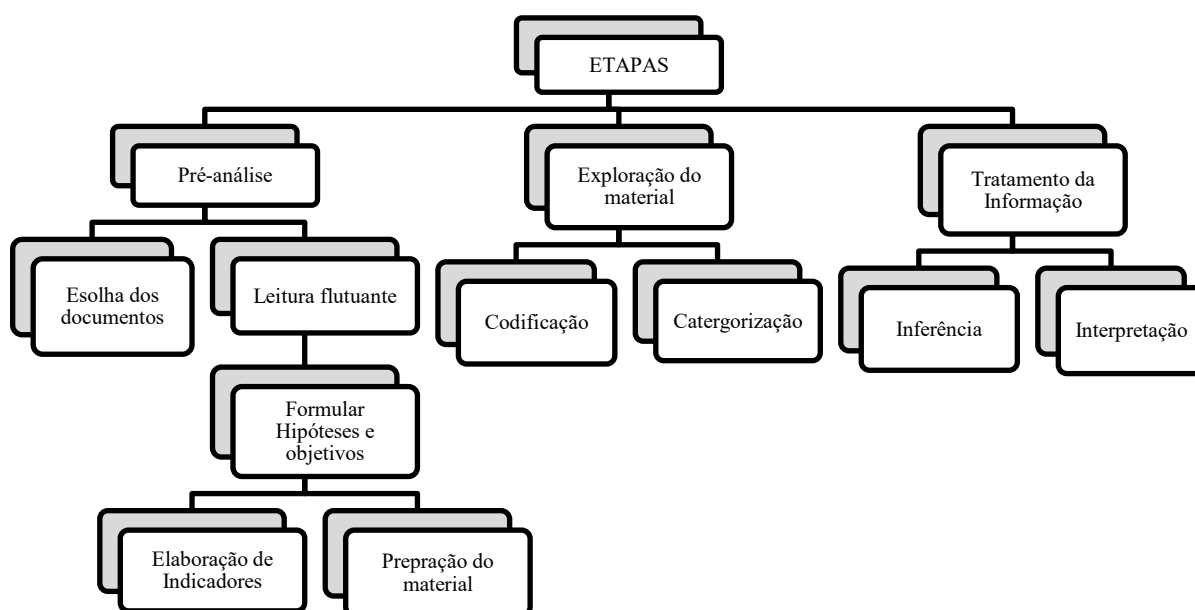 ETAPAS
Pré-análise
Exploração do
material
Tratamento da
Informação
Esolha dos
documentos
Leitura flutuante
Codificação
Catergorização
Inferência
Interpretação
Formular
Hipóteses e
objetivos
Elaboração de
Indicadores
Prepração do
material